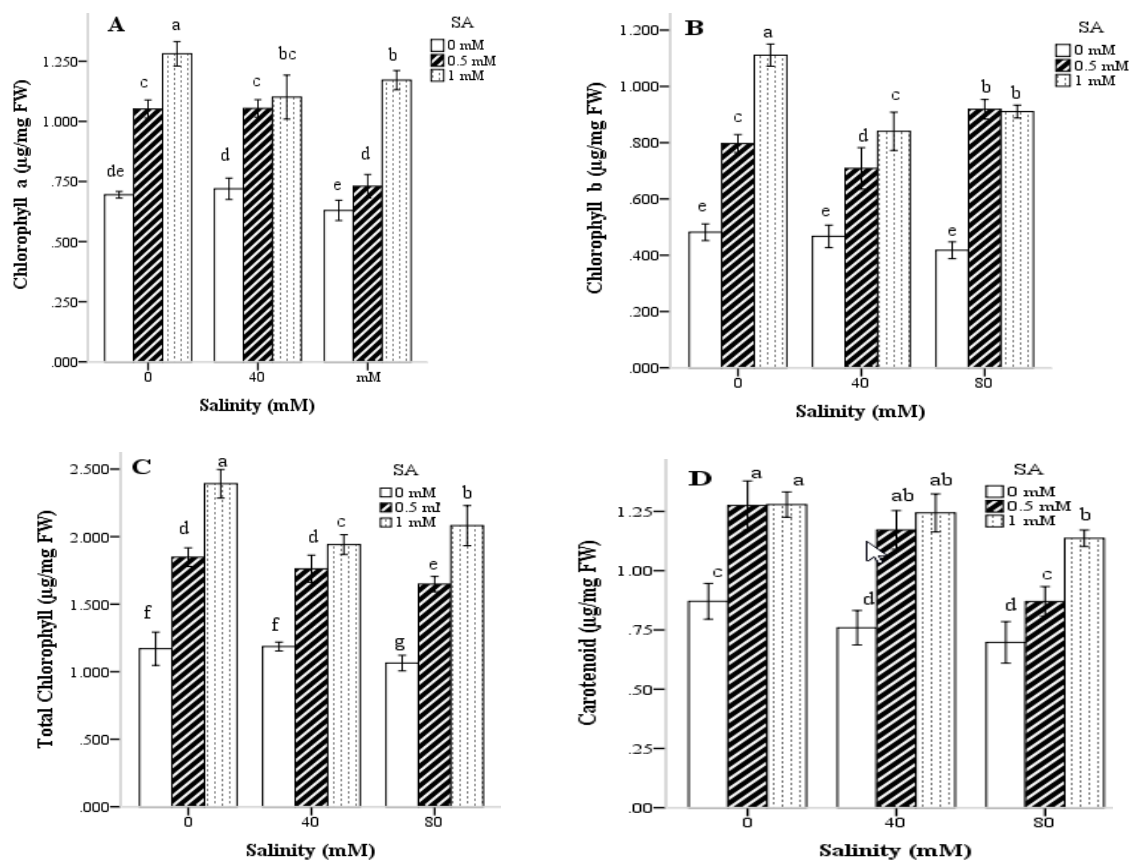 A
SA
0 mM
0.5 mM
1 mM
Chlorophyll a (µg/mg FW)
1.250
1.000
.750
.500
.250
.000
de
c
a
d
c
bc
e
d
b
0
40
mM
Salinity (mM)
B
SA
0 mM
0.5 mM
1 mM
Chlorophyll b (µg/mg FW)
1.200
1.000
.800
.600
.400
.200
.000
e
c
a
e
d
c
e
b
b
0
40
80
Salinity (mM)
C
SA
0 mM
0.5 m
1 mM
Total Chlorophyll (µg/mg FW)
2.500
2.000
1.500
1.000
.500
.000
f
d
a
f
d
c
g
e
b
0
40
80
Salinity (mM)
D
SA
0 mM
0.5 mM
1 mM
Carotenoid (µg/mg FW)
1.25
1.00
0.75
.50
.25
.00
c
a
a
d
ab
ab
d
c
b
0
40
80
Salinity (mM)